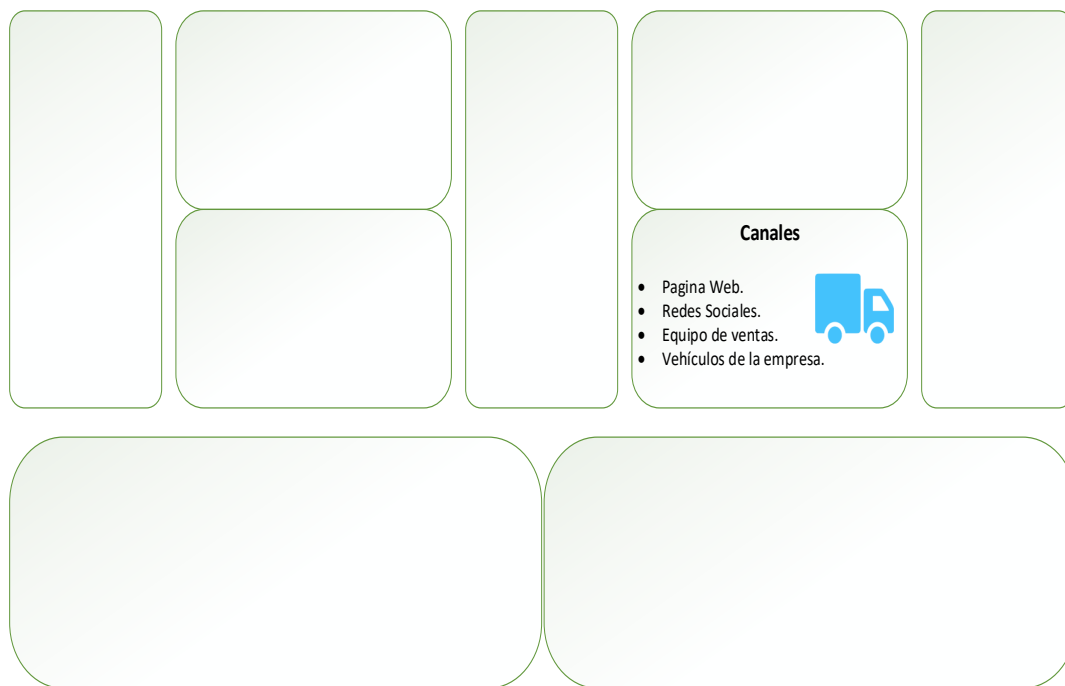 Canales
• Pagina Web.
• Redes Sociales.
• Equipo de ventas.
• Vehículos de la empresa.